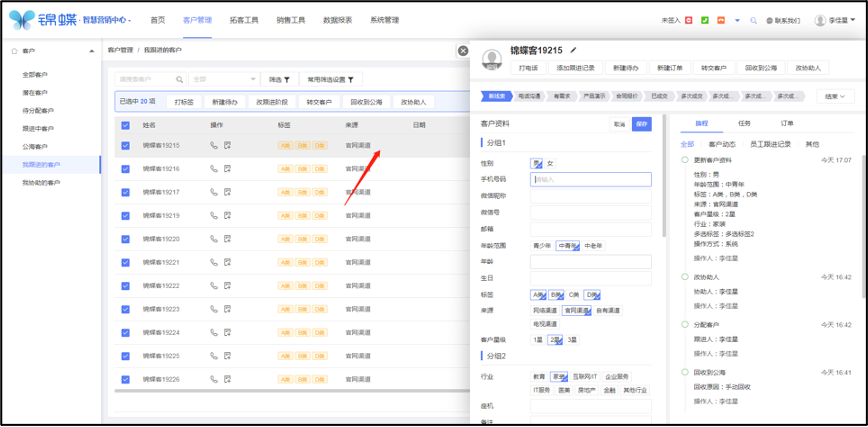 锦蝶·智慧营销中心·
首页 客户管理 拓客工具 销售工具 数据报表 系统管理
未签入 联系我们 李佳星
客户
全部客户
潜在客户
待分配客户
跟进中客户
公海客户
我跟进的客户
我协助的客户
客户管理 / 我跟进的客户
请搜索客户 全部 筛选 常用筛选设置
已选中 20 项 打标签 新建待办 改跟进阶段 转交客户 回收到公海 改协助人
姓名 操作 标签 来源 日期
锦蝶客19215 A类 B类 D类 官网渠道
锦蝶客19216 A类 B类 D类 官网渠道
锦蝶客19217 A类 B类 D类 官网渠道
锦蝶客19219 A类 B类 D类 官网渠道
锦蝶客19220 A类 B类 D类 官网渠道
锦蝶客19221 A类 B类 D类 官网渠道
锦蝶客19222 A类 B类 D类 官网渠道
锦蝶客19223 A类 B类 D类 官网渠道
锦蝶客19224 A类 B类 D类 官网渠道
锦蝶客19225 A类 B类 D类 官网渠道
锦蝶客19226 A类 B类 D类 官网渠道
锦蝶客19215
打电话 添加跟进记录 新建待办 新建订单 转交客户 回收到公海 改协助人
新线索 电话沟通 有需求 产品演示 合同报价 已成交 多次成交 多次成... 多次成... 多次成... 结束
客户资料 取消 保存
分组1
性别 男 女
手机号码 请输入
微信昵称
微信号
邮箱
年龄范围 青少年 中青年 中老年
年龄
生日
标签 A类 B类 C类 D类
来源 网络渠道 官网渠道 自有渠道
电视渠道
客户星级 1星 2星 3星
分组2
行业 教育 家装 互联网/IT 企业服务
IT服务 医美 房地产 金融 其他行业
座机
备注
旅程 任务 订单
全部 客户动态 员工跟进记录 其他
更新客户资料 今天 17:07
性别：男
年龄范围：中青年
标签：A类，B类，D类
来源：官网渠道
客户星级：2星
行业：家装
多选标签：多选标签2
操作方式：系统
操作人：李佳星
改协助人 今天 16:42
协助人：李佳星
操作人：李佳星
分配客户 今天 16:42
跟进人：李佳星
操作人：李佳星
回收到公海 今天 16:41
回收原因：手动回收
操作人：李佳星